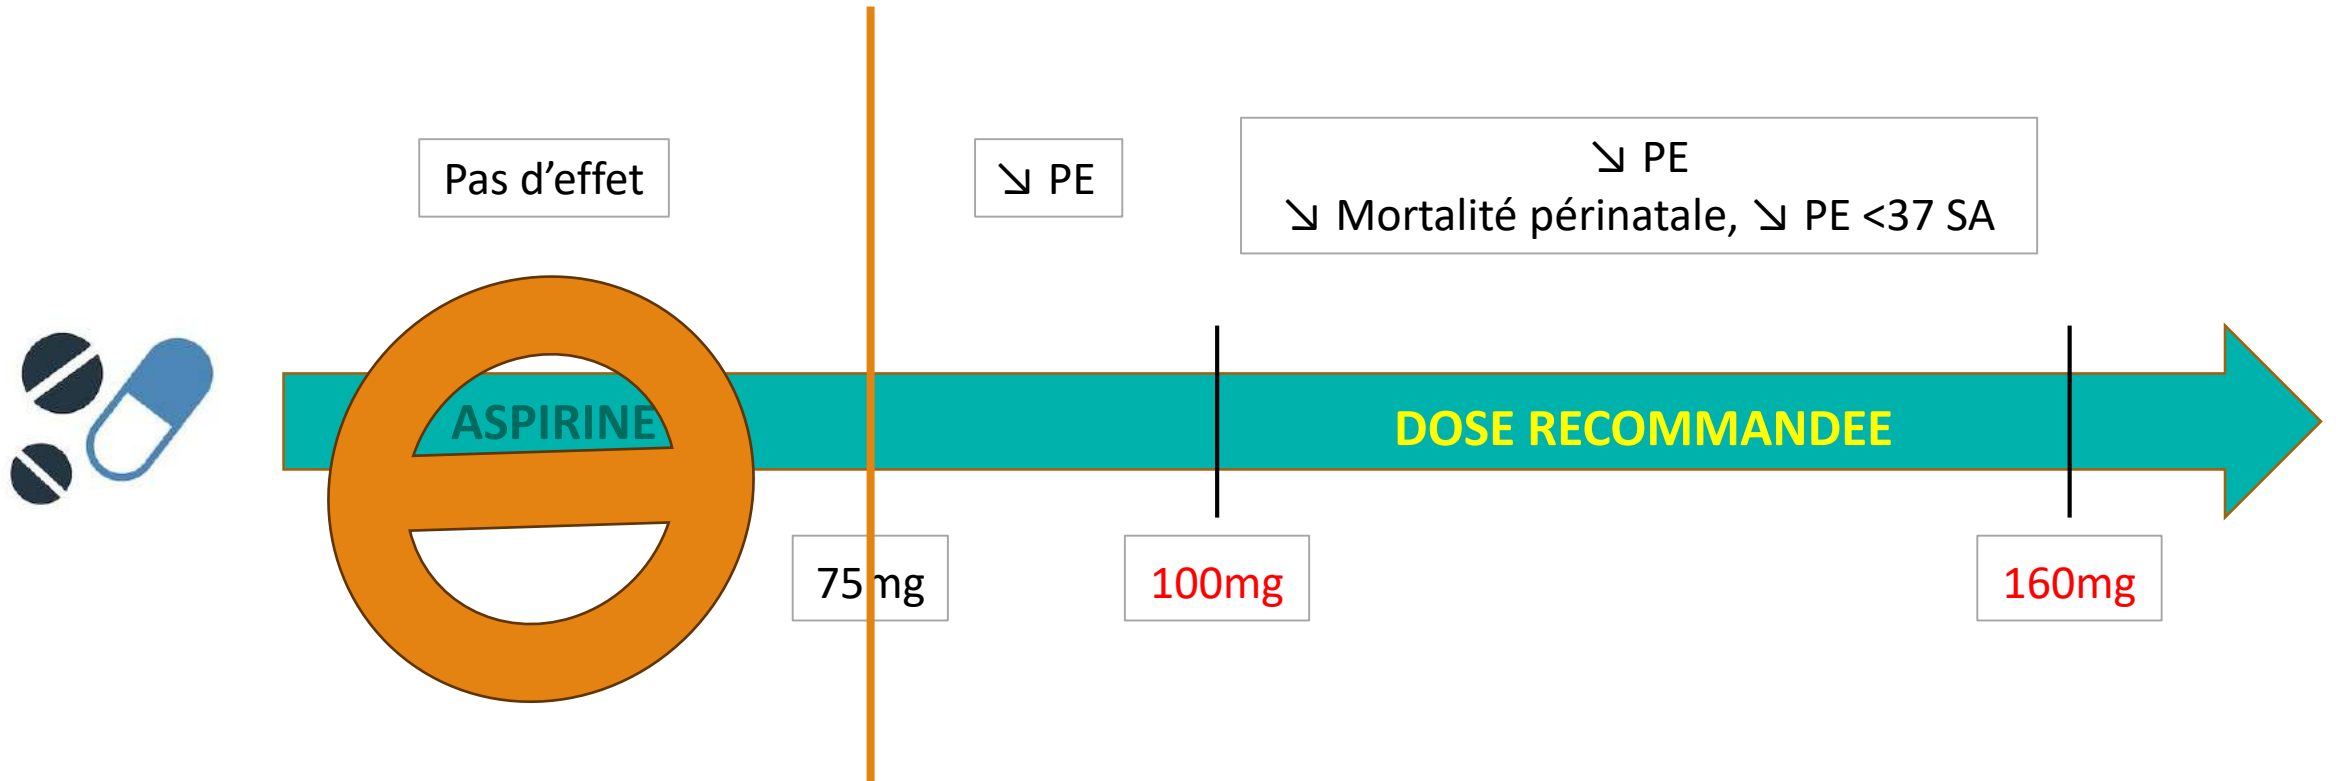 Pas d’effet
↘ PE
↘ PE
↘ Mortalité périnatale, ↘ PE <37 SA
ASPIRINE
DOSE RECOMMANDEE
75mg
100mg
160mg